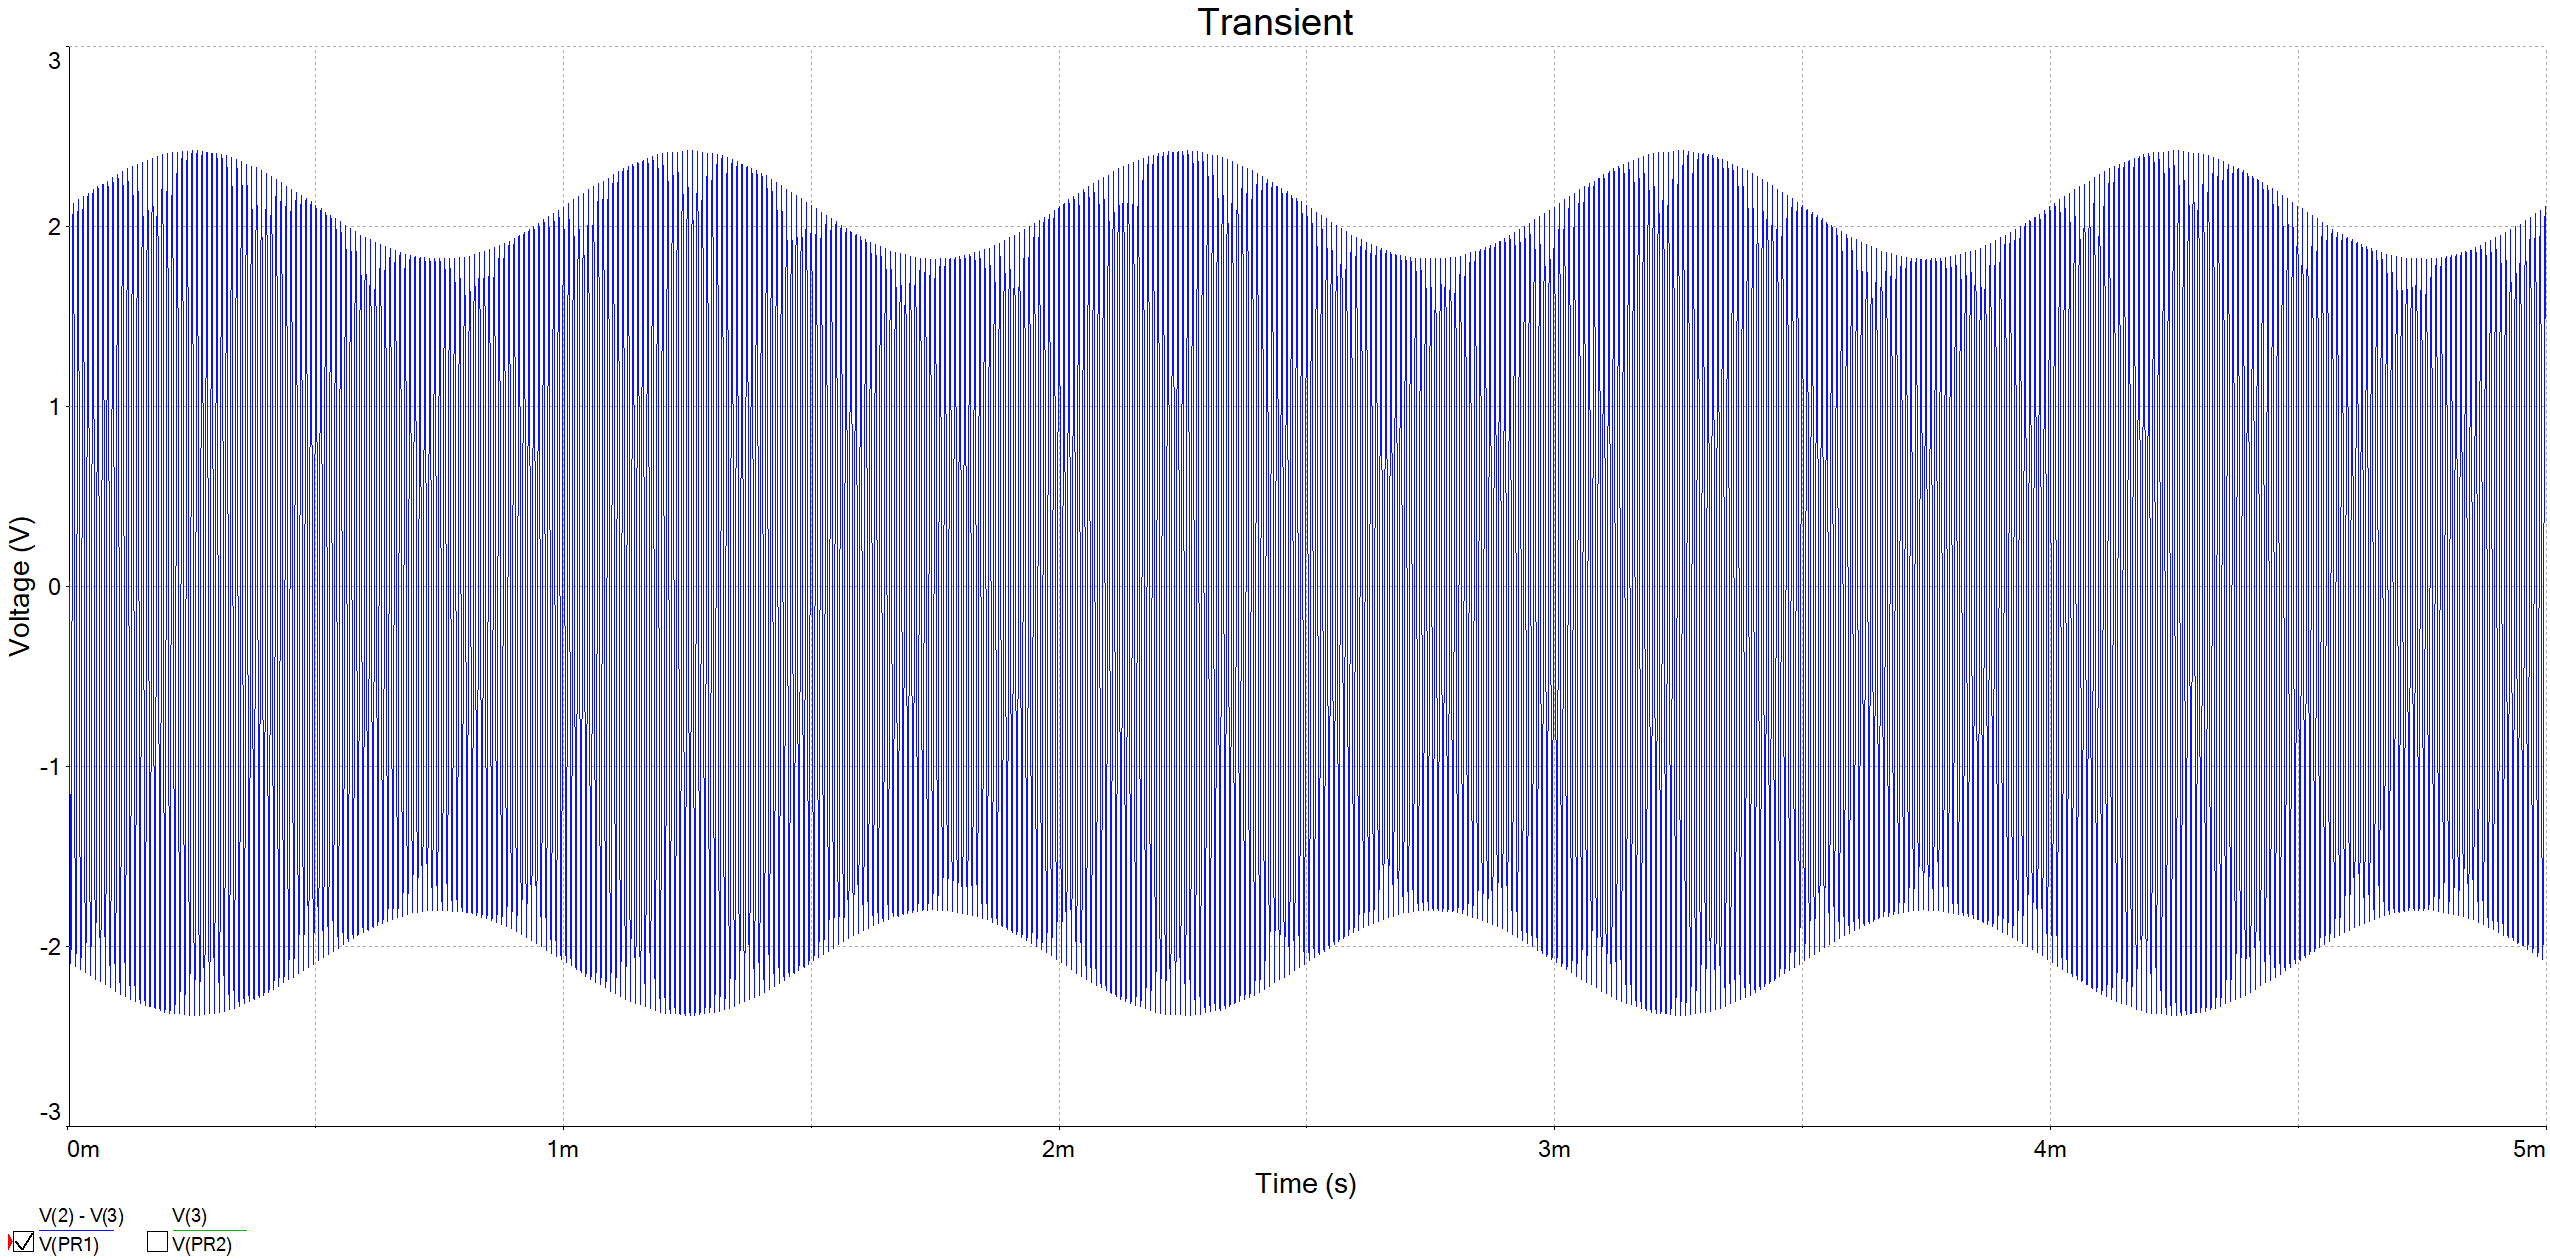 Transient
3
2
1
0
-1
-2
-3
Voltage (V)
0m 1m 2m 3m 4m 5m
Time (s)
V(2) - V(3) V(3)
V(PR1) V(PR2)